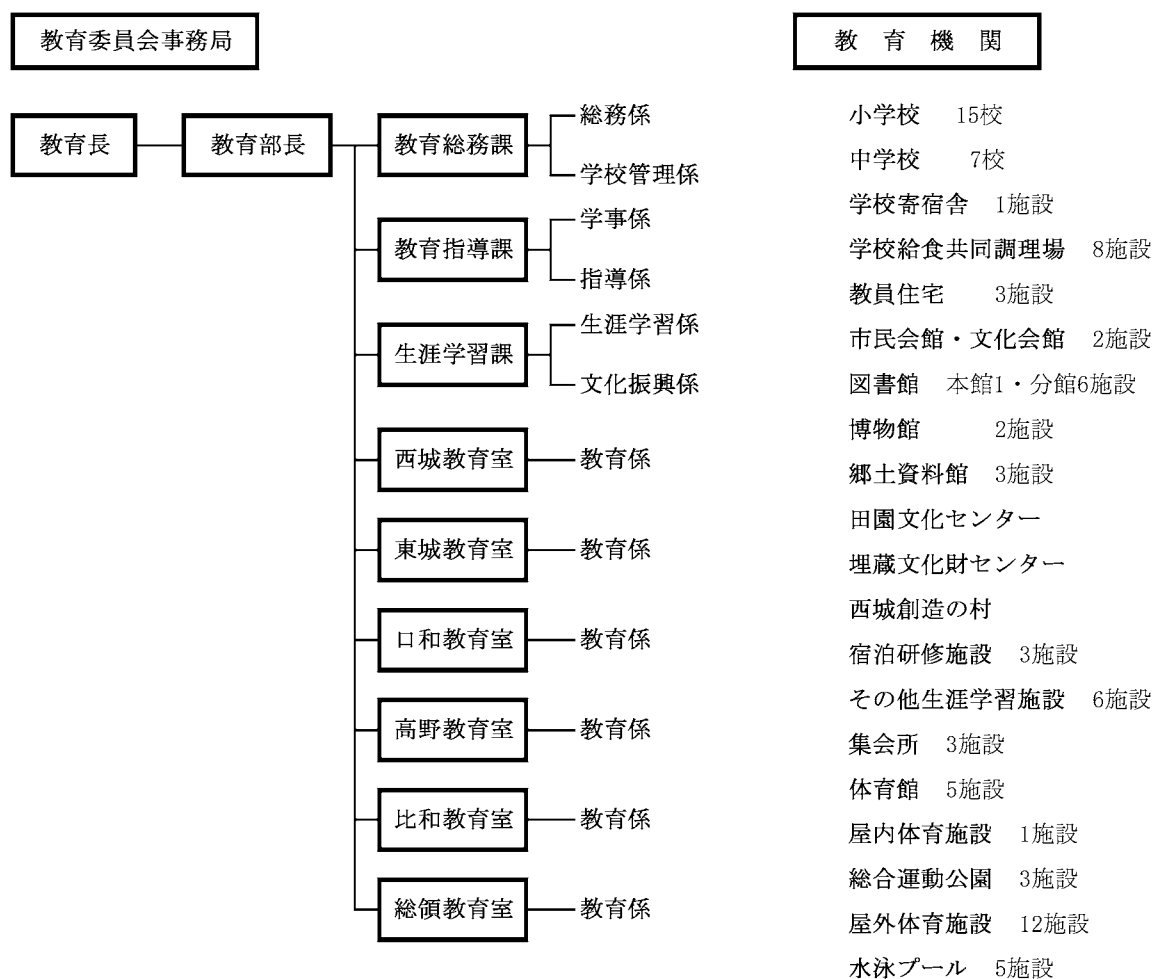 教育委員会事務局
教育長
教育部長
教育総務課
総務係
学校管理係
教育指導課
学事係
指導係
生涯学習課
生涯学習係
文化振興係
西城教育室
教育係
東城教育室
教育係
口和教育室
教育係
高野教育室
教育係
比和教育室
教育係
総領教育室
教育係
教 育 機 関
小学校 15校
中学校 7校
学校寄宿舎 1施設
学校給食共同調理場 8施設
教員住宅 3施設
市民会館・文化会館 2施設
図書館 本館1・分館6施設
博物館 2施設
郷土資料館 3施設
田園文化センター
埋蔵文化財センター
西城創造の村
宿泊研修施設 3施設
その他生涯学習施設 6施設
集会所 3施設
体育館 5施設
屋内体育施設 1施設
総合運動公園 3施設
屋外体育施設 12施設
水泳プール 5施設